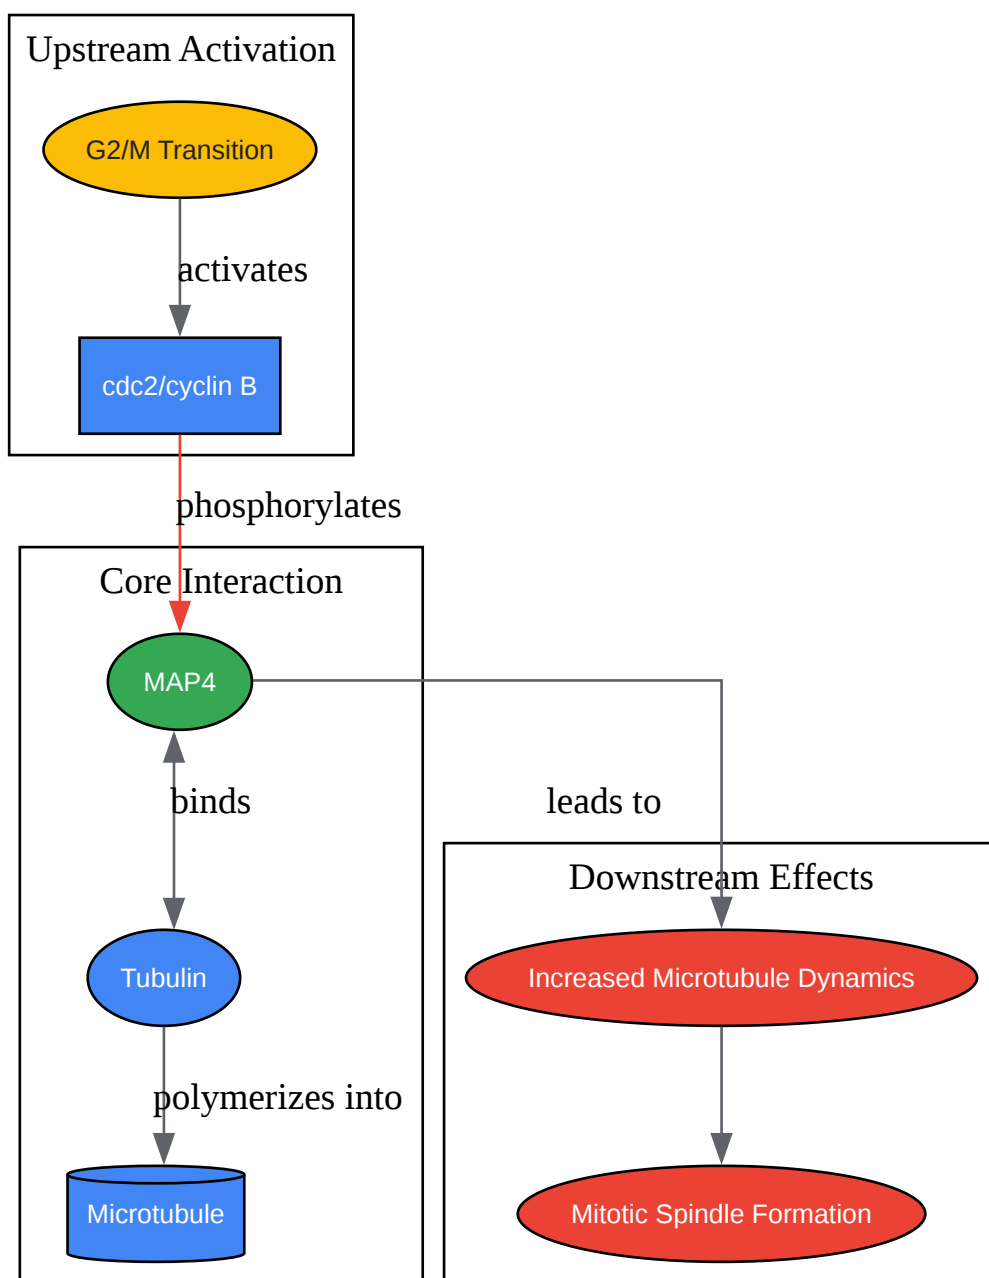 Upstream Activation
G2/M Transition
activates
cdc2/cyclin B
phosphorylates
Core Interaction
MAP4
binds
leads to
Downstream Effects
Tubulin
Increased Microtubule Dynamics
polymerizes into
Microtubule
Mitotic Spindle Formation